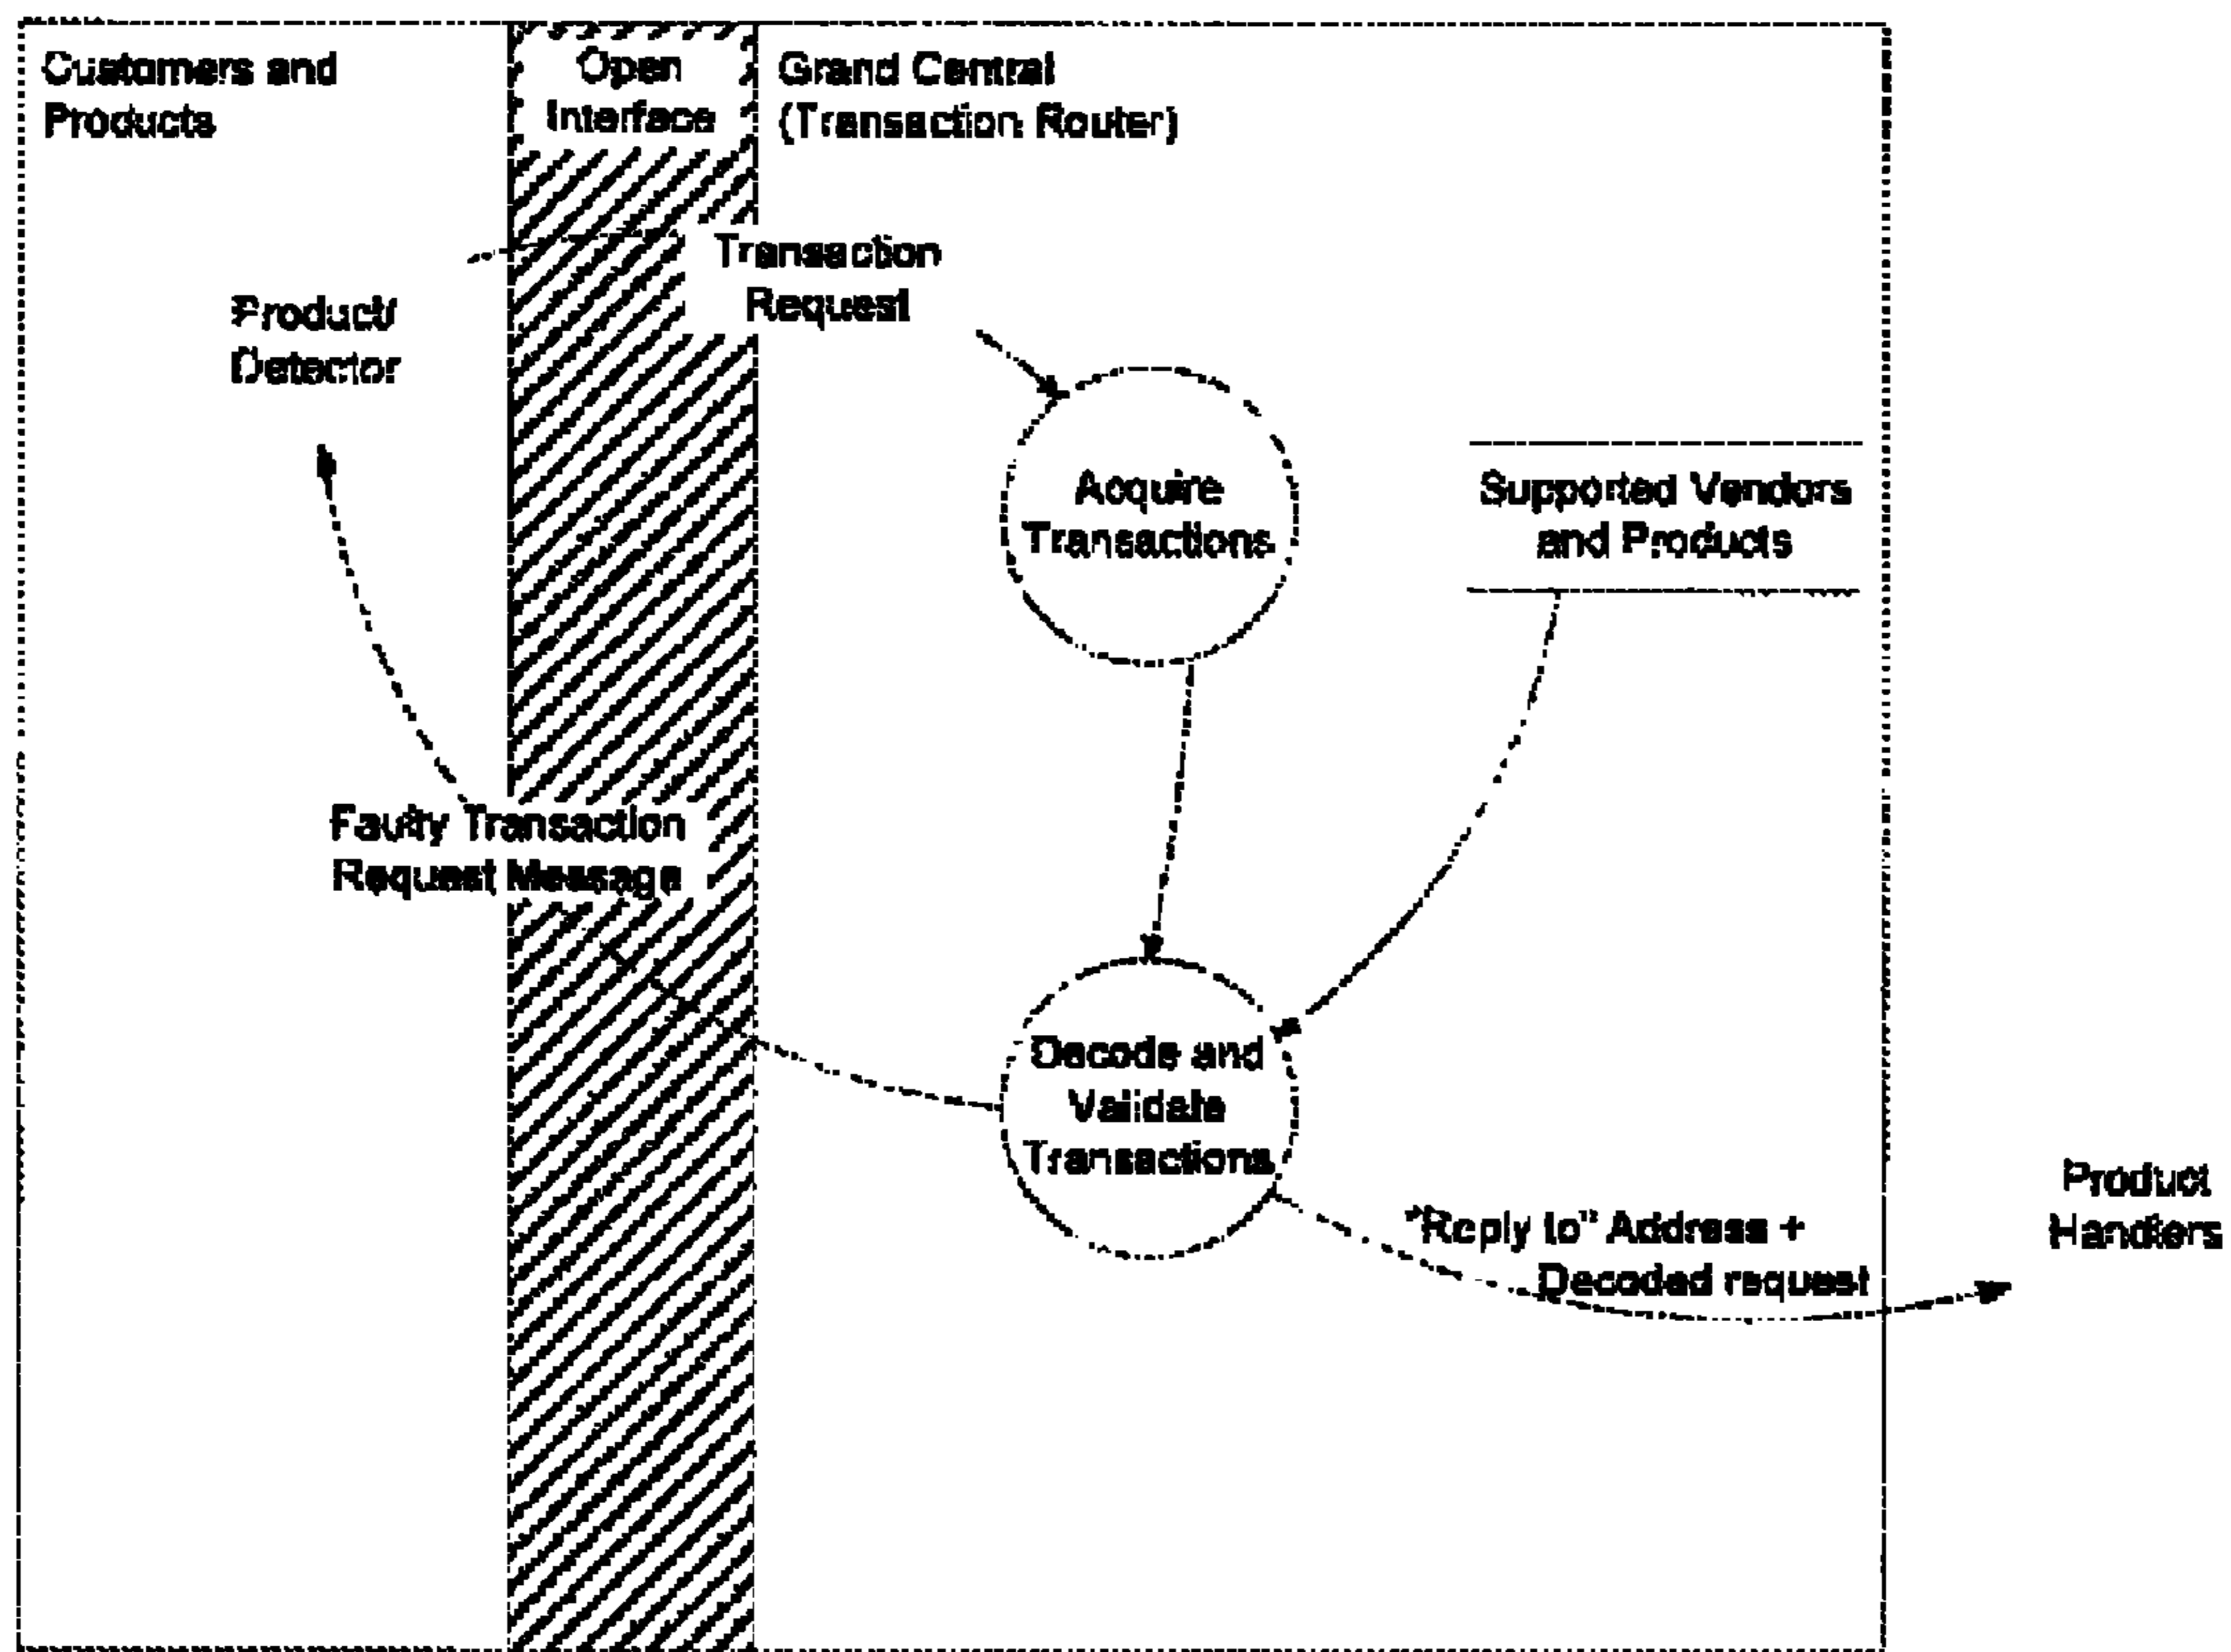 Customers and
Products
Open
Interface
Grand Central
(Transaction Router)
Transaction
Request
Product/
Detector
Acquire
Transactions
Supported Vendors
and Products
Faulty Transaction
Request Message
Decode and
Validate
Transactions
"Reply to" Address +
Decoded request
Product
Handlers